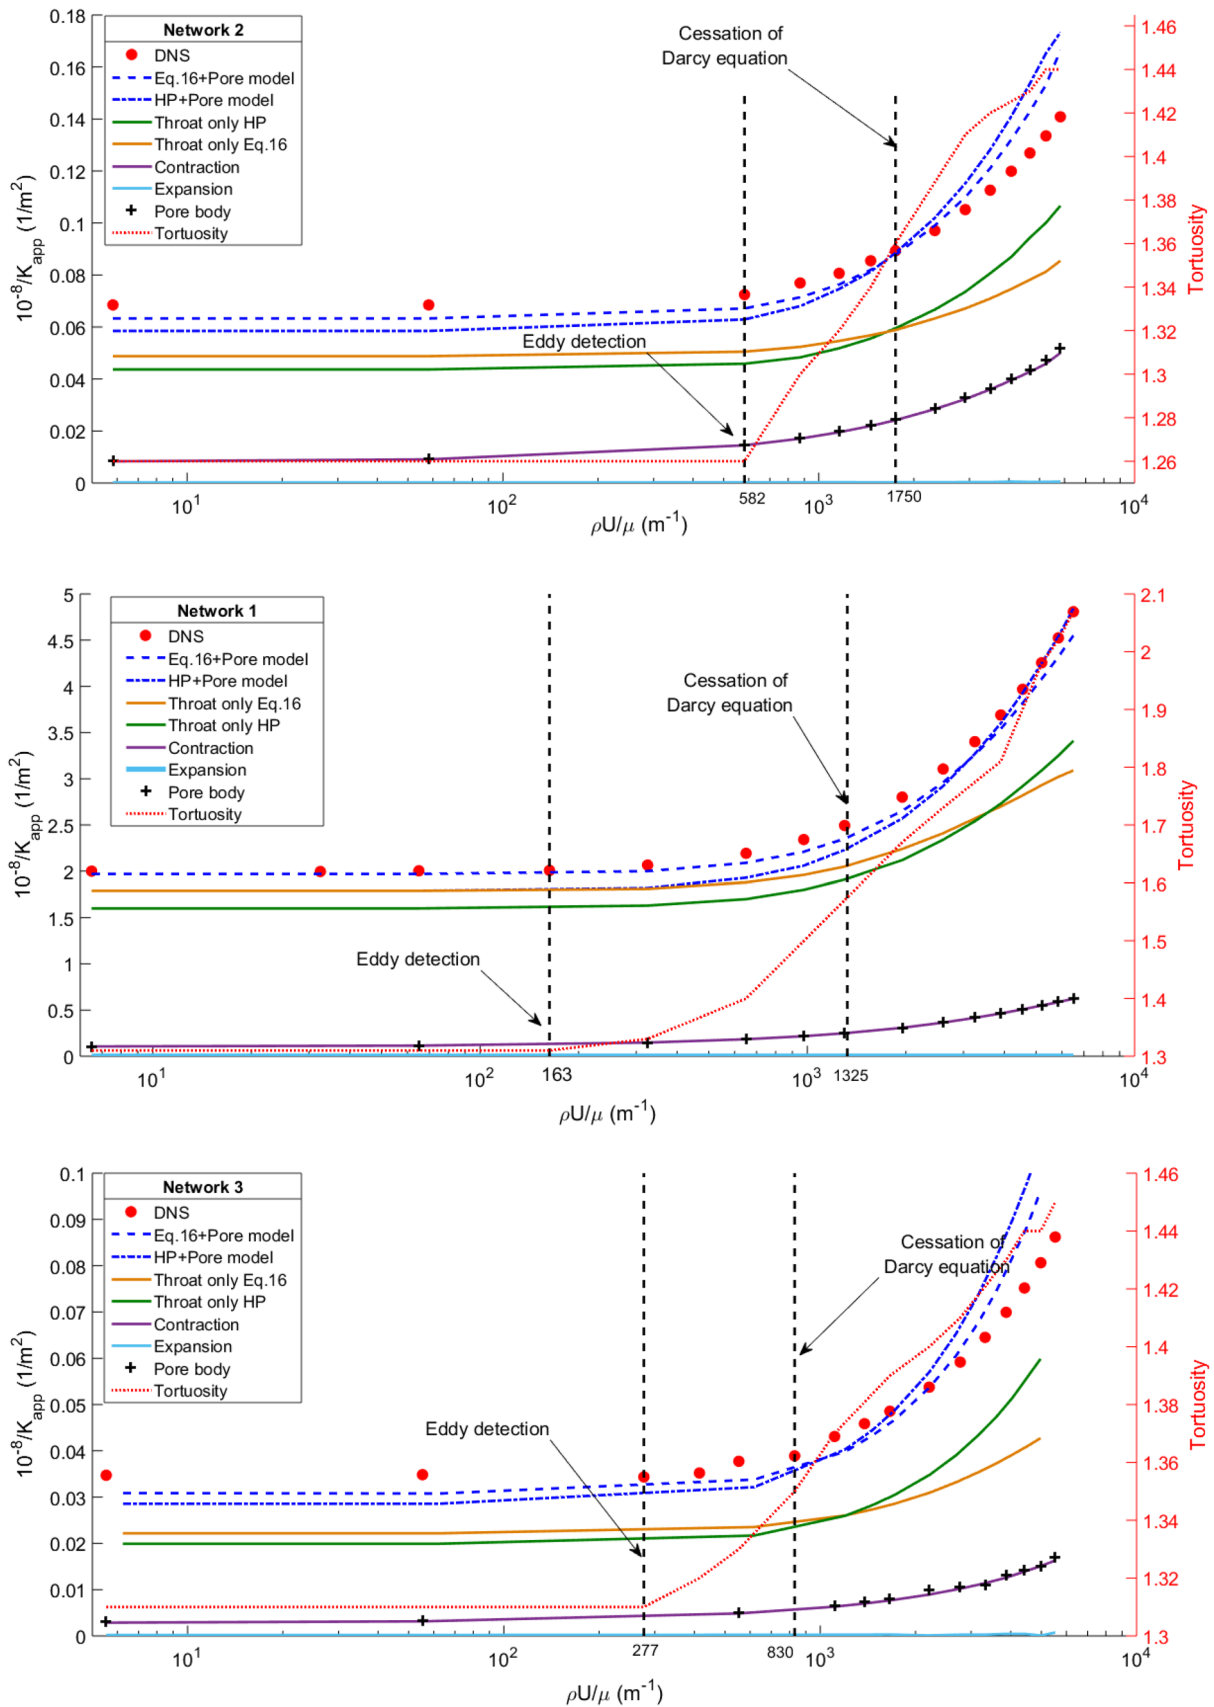 Network 2
DNS
Eq.16+Pore model
HP+Pore model
Throat only HP
Throat only Eq.16
Contraction
Expansion
Pore body
Tortuosity
Cessation of
Darcy equation
Eddy detection
0.18
0.16
0.14
0.12
0.1
0.08
0.06
0.04
0.02
0
10^-8/K_app (1/m^2)
1.46
1.44
1.42
1.4
1.38
1.36
1.34
1.32
1.3
1.28
1.26
Tortuosity
10^1 10^2 582 10^3 1750 10^4
ρU/μ (m^-1)
Network 1
DNS
Eq.16+Pore model
HP+Pore model
Throat only Eq.16
Throat only HP
Contraction
Expansion
Pore body
Tortuosity
Cessation of
Darcy equation
Eddy detection
5
4.5
4
3.5
3
2.5
2
1.5
1
0.5
0
10^-8/K_app (1/m^2)
2.1
2
1.9
1.8
1.7
1.6
1.5
1.4
1.3
Tortuosity
10^1 10^2 163 10^3 1325 10^4
ρU/μ (m^-1)
Network 3
DNS
Eq.16+Pore model
HP+Pore model
Throat only Eq.16
Throat only HP
Contraction
Expansion
Pore body
Tortuosity
Cessation of
Darcy equation
Eddy detection
0.1
0.09
0.08
0.07
0.06
0.05
0.04
0.03
0.02
0.01
0
10^-8/K_app (1/m^2)
1.46
1.44
1.42
1.4
1.38
1.36
1.34
1.32
1.3
Tortuosity
10^1 10^2 277 830 10^3 10^4
ρU/μ (m^-1)